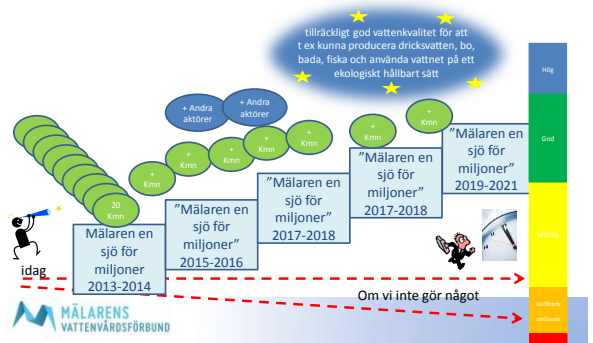 tillräckligt god vattenkvalitet för att
t ex kunna producera dricksvatten, bo,
bada, fiska och använda vattnet på ett
ekologiskt hållbart sätt
Hög
+ Andra
aktörer
+ Andra
aktörer
+
Kmn
+
Kmn
+
Kmn
+
Kmn
+
Kmn
+
Kmn
+
Kmn
God
20
Kmn
Mälaren en
sjö för
miljoner
2013-2014
"Mälaren en
sjö för
miljoner"
2015-2016
"Mälaren en
sjö för
miljoner"
2017-2018
"Mälaren en
sjö för
miljoner"
2017-2018
"Mälaren en
sjö för
miljoner"
2019-2021
Måttlig
idag
Om vi inte gör något
Otillfreds
ställande
MÄLARENS
VATTENVÅRDSFÖRBUND